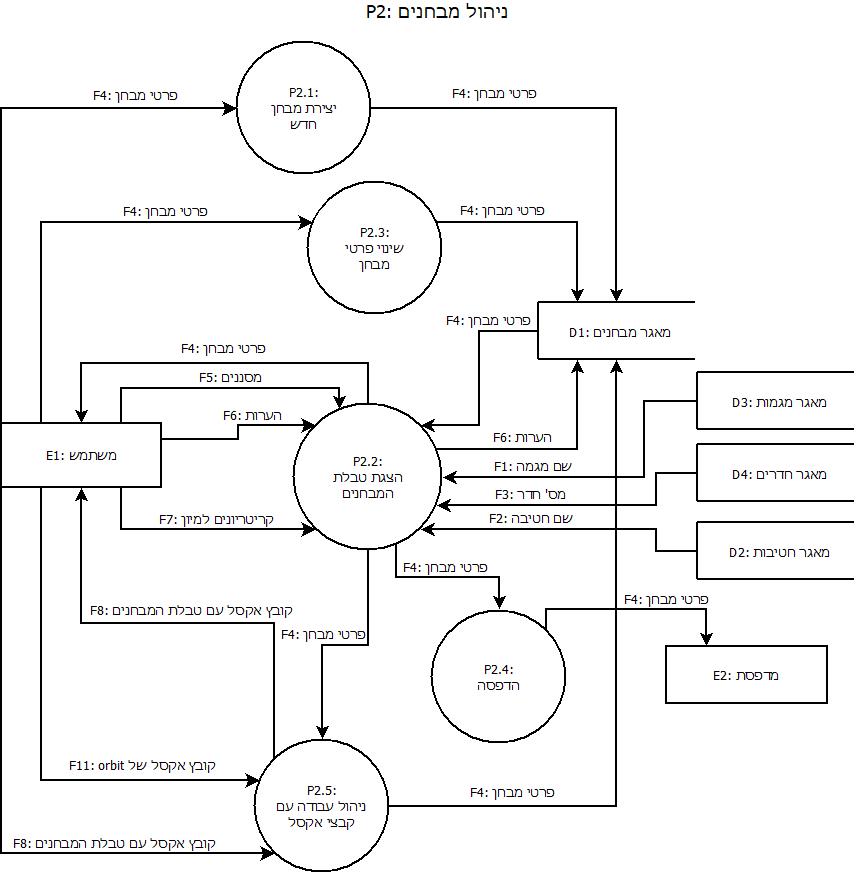 P2: ניהול מבחנים
P2.1:
יצירת מבחן
חדש
F4: פרטי מבחן
F4: פרטי מבחן
P2.3:
שינוי פרטי
מבחן
F4: פרטי מבחן
F4: פרטי מבחן
D1: מאגר מבחנים
F4: פרטי מבחן
F4: פרטי מבחן
F5: מסננים
F6: הערות
D3: מאגר מגמות
E1: משתמש
P2.2:
הצגת טבלת
המבחנים
F6: הערות
F1: שם מגמה
D4: מאגר חדרים
F3: מס' חדר
F7: קריטריונים למיון
F2: שם חטיבה
D2: מאגר חטיבות
F4: פרטי מבחן
F4: פרטי מבחן
F8: קובץ אקסל עם טבלת המבחנים
F4: פרטי מבחן
P2.4:
הדפסה
E2: מדפסת
F11: orbit קובץ אקסל של
P2.5:
ניהול עבודה עם
קבצי אקסל
F4: פרטי מבחן
F8: קובץ אקסל עם טבלת המבחנים